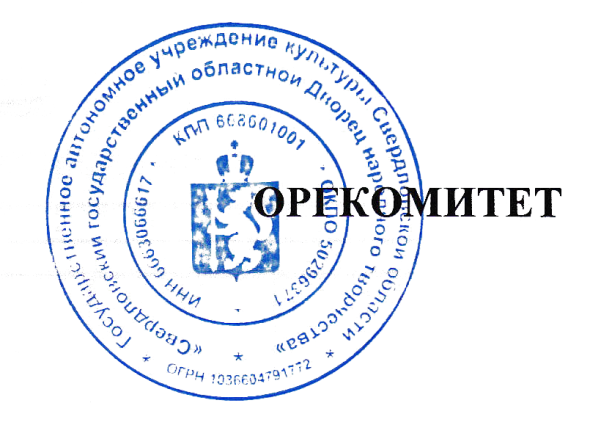 Государственное автономное учреждение культуры Свердловской области
«Свердловский государственный областной Дворец народного творчества»
* ОГРН 1036604791772 *
*
ИНН 6663066617 • КПП 668601001 • ОКПО 50296371
ОРГКОМИТЕТ